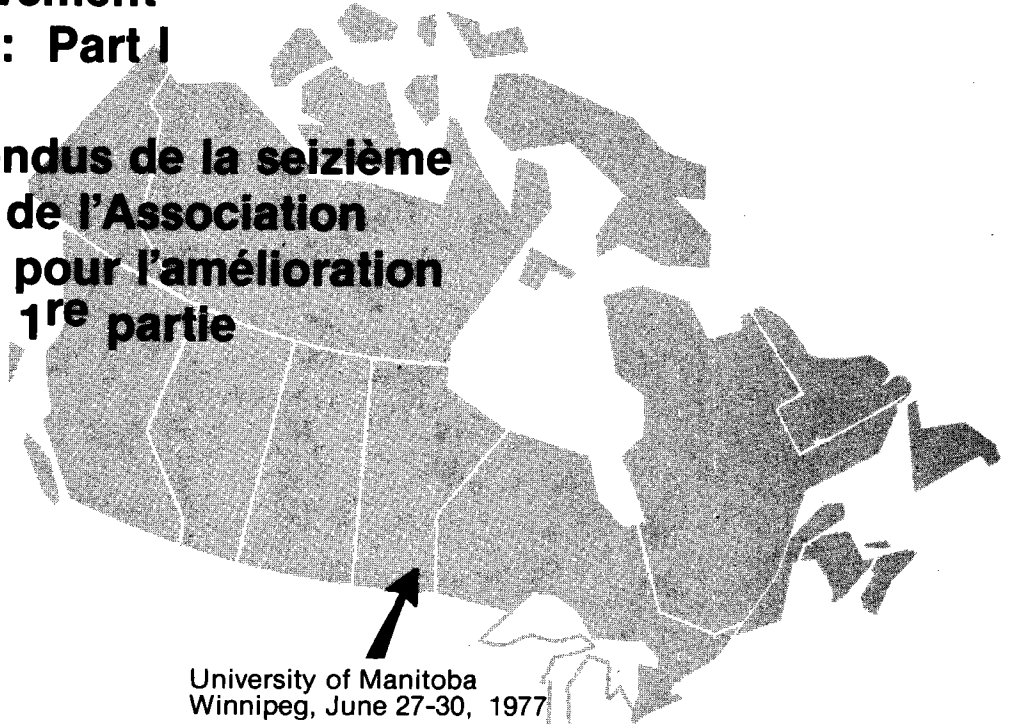 : Part I
ndus de la seizième
de l'Association
pour l'amélioration
1re partie
University of Manitoba
Winnipeg, June 27-30, 1977